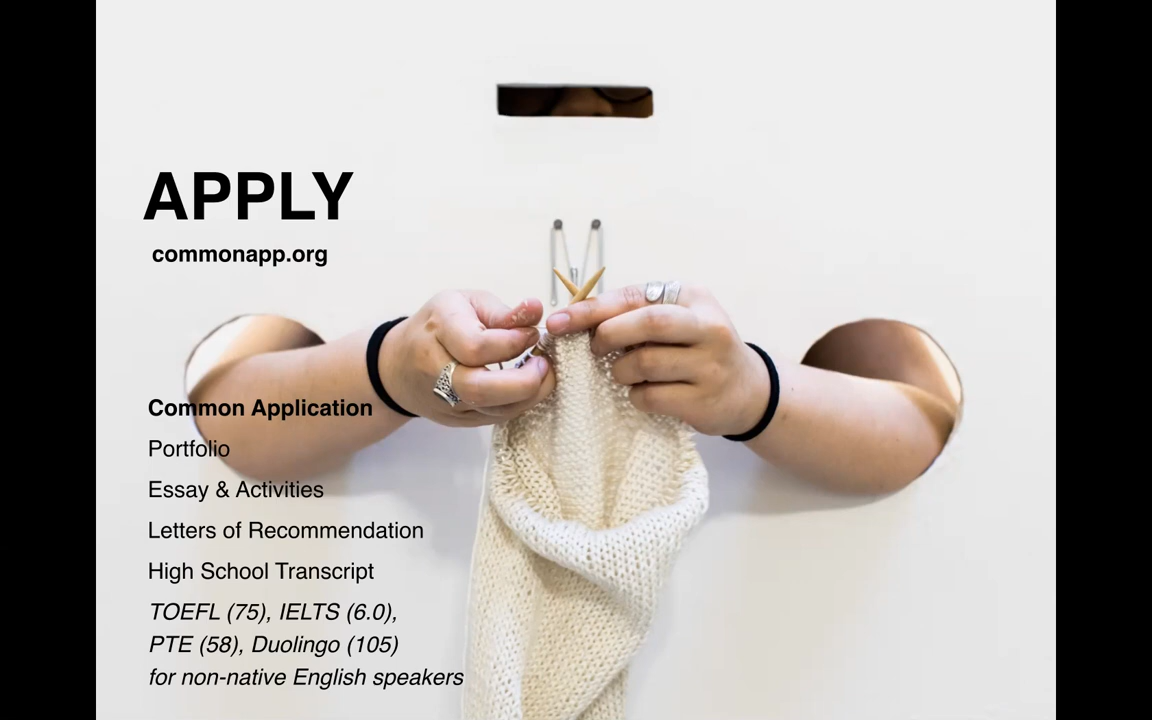 APPLY
commonapp.org
Common Application
Portfolio
Essay & Activities
Letters of Recommendation
High School Transcript
TOEFL (75), IELTS (6.0),
PTE (58), Duolingo (105)
for non-native English speakers